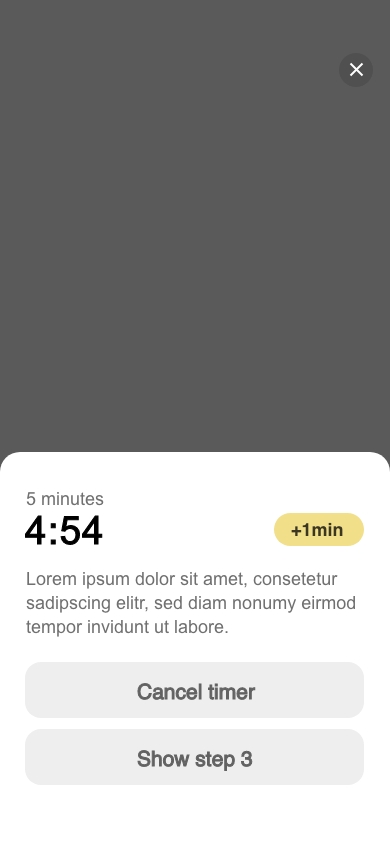 5 minutes
4:54
+1min
Lorem ipsum dolor sit amet, consetetur
sadipscing elitr, sed diam nonumy eirmod
tempor invidunt ut labore.
Cancel timer
Show step 3